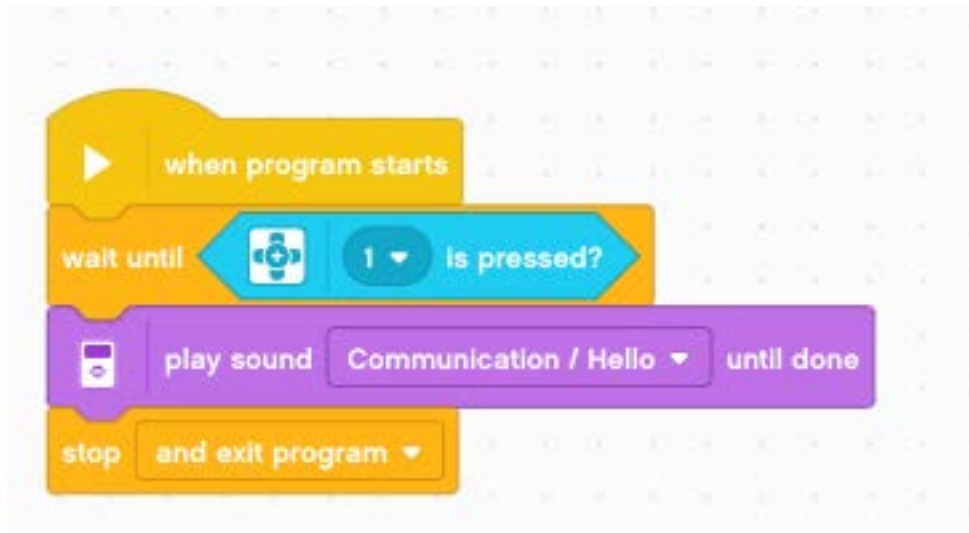 when program starts
wait until 1 is pressed?
play sound Communication / Hello until done
stop and exit program